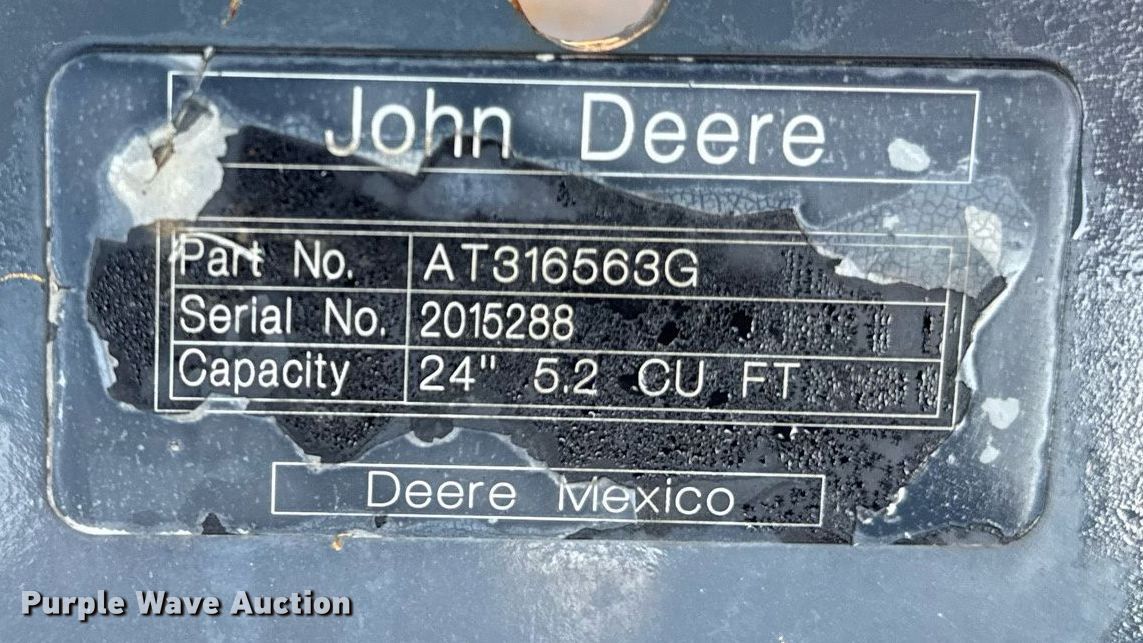 John Deere
Part No. AT316563G
Serial No. 2015288
Capacity 24" 5.2 CU FT
Deere Mexico
Purple Wave Auction